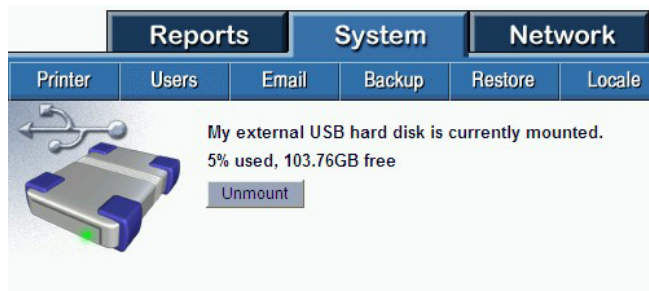 Reports System Network
Printer Users Email Backup Restore Locale
My external USB hard disk is currently mounted.
5% used, 103.76GB free
Unmount